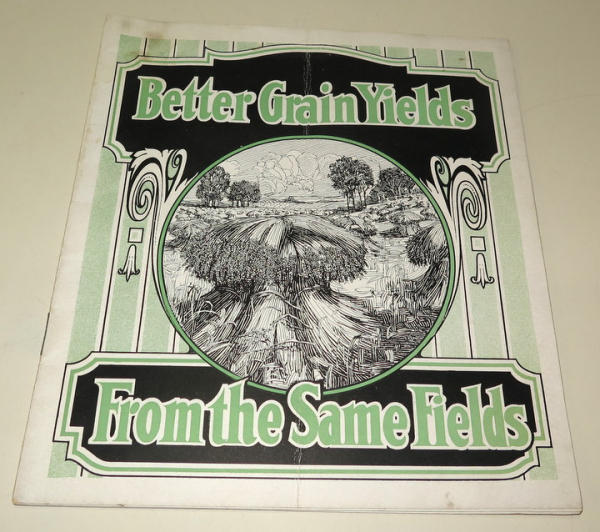 Better Grain Yields
From the Same Fields